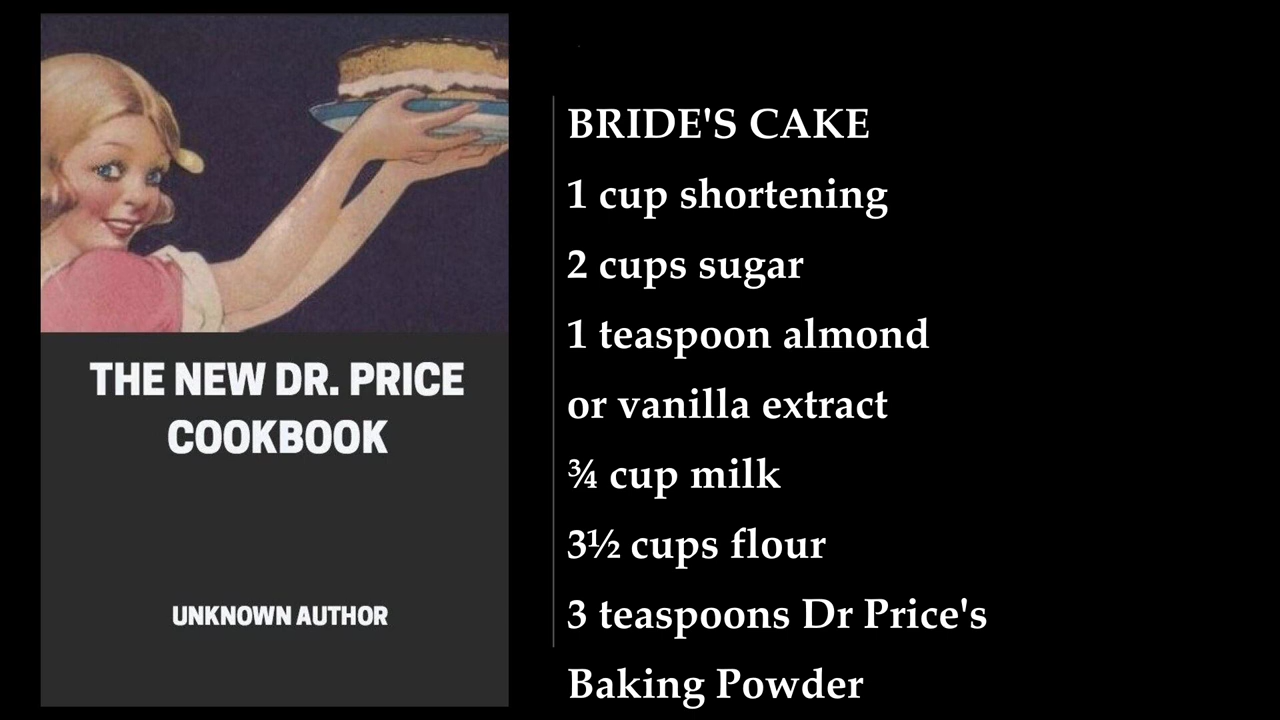 THE NEW DR. PRICE
COOKBOOK
UNKNOWN AUTHOR
BRIDE'S CAKE
1 cup shortening
2 cups sugar
1 teaspoon almond
or vanilla extract
¾ cup milk
3½ cups flour
3 teaspoons Dr Price's
Baking Powder